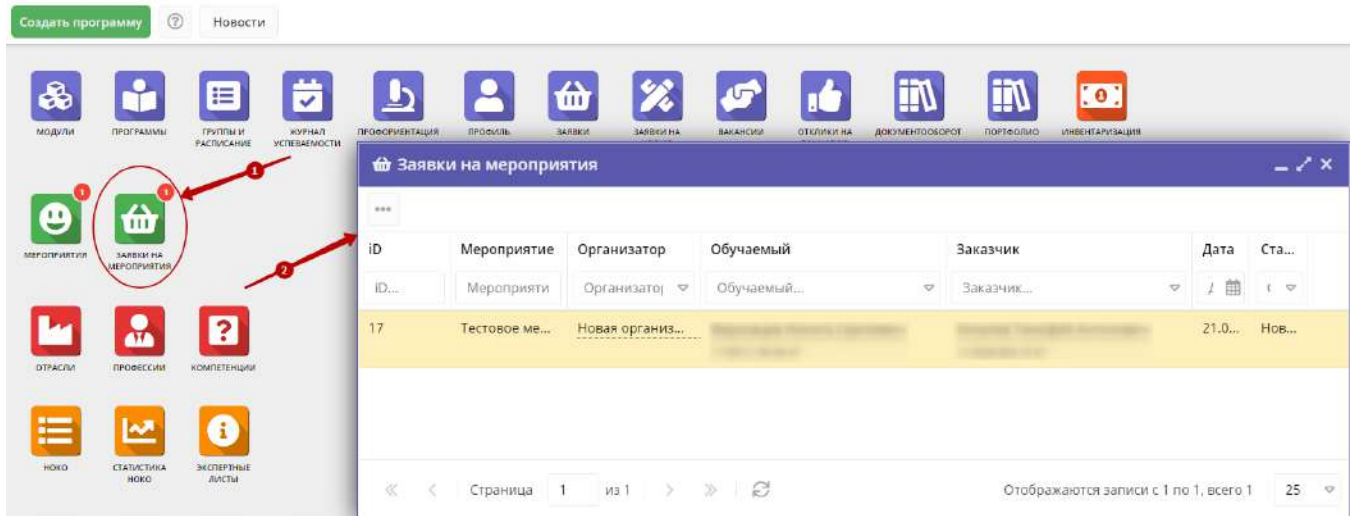 Создать программу
Новости
МОДУЛИ
ПРОГРАММЫ
ГРУППЫ И
РАСПИСАНИЕ
ЖУРНАЛ
УСПЕВАЕМОСТИ
ПРОФОРИЕНТАЦИЯ
ПРОФИЛЬ
ЗАЯВКИ
ЗАЯВКИ НА
ВАКАНСИИ
ОТКЛИКИ НА
ДОКУМЕНТООБОРОТ
ПОРТФОЛИО
ИНВЕНТАРИЗАЦИЯ
1
1
1
МЕРОПРИЯТИЯ
ЗАЯВКИ НА
МЕРОПРИЯТИЯ
2
ОТРАСЛИ
ПРОФЕССИИ
КОМПЕТЕНЦИИ
НОКО
СТАТИСТИКА
НОКО
ЭКСПЕРТНЫЕ
ЛИСТЫ
Заявки на мероприятия
iD Мероприятие Организатор Обучаемый Заказчик Дата Ста...
iD... Мероприяти Организатор Обучаемый... Заказчик...
17 Тестовое ме... Новая организ... 21.0... Нов...
Страница 1 из 1 Отображаются записи с 1 по 1, всего 1 25